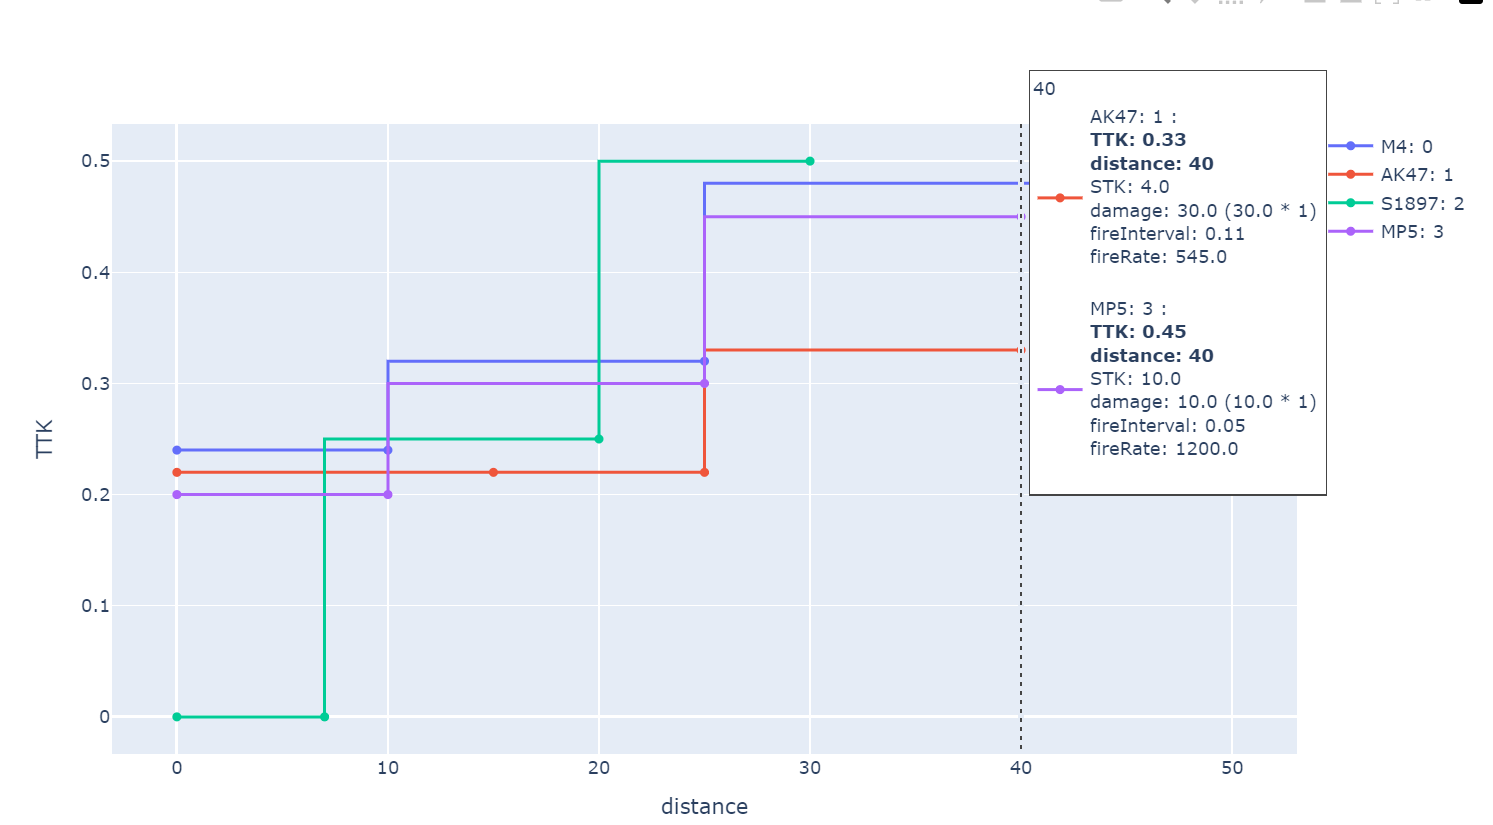 40
AK47: 1 :
TTK: 0.33
distance: 40
STK: 4.0
damage: 30.0 (30.0 * 1)
fireInterval: 0.11
fireRate: 545.0
MP5: 3 :
TTK: 0.45
distance: 40
STK: 10.0
damage: 10.0 (10.0 * 1)
fireInterval: 0.05
fireRate: 1200.0
M4: 0
AK47: 1
S1897: 2
MP5: 3
0.5
0.4
0.3
0.2
0.1
0
TTK
0
10
20
30
40
50
distance